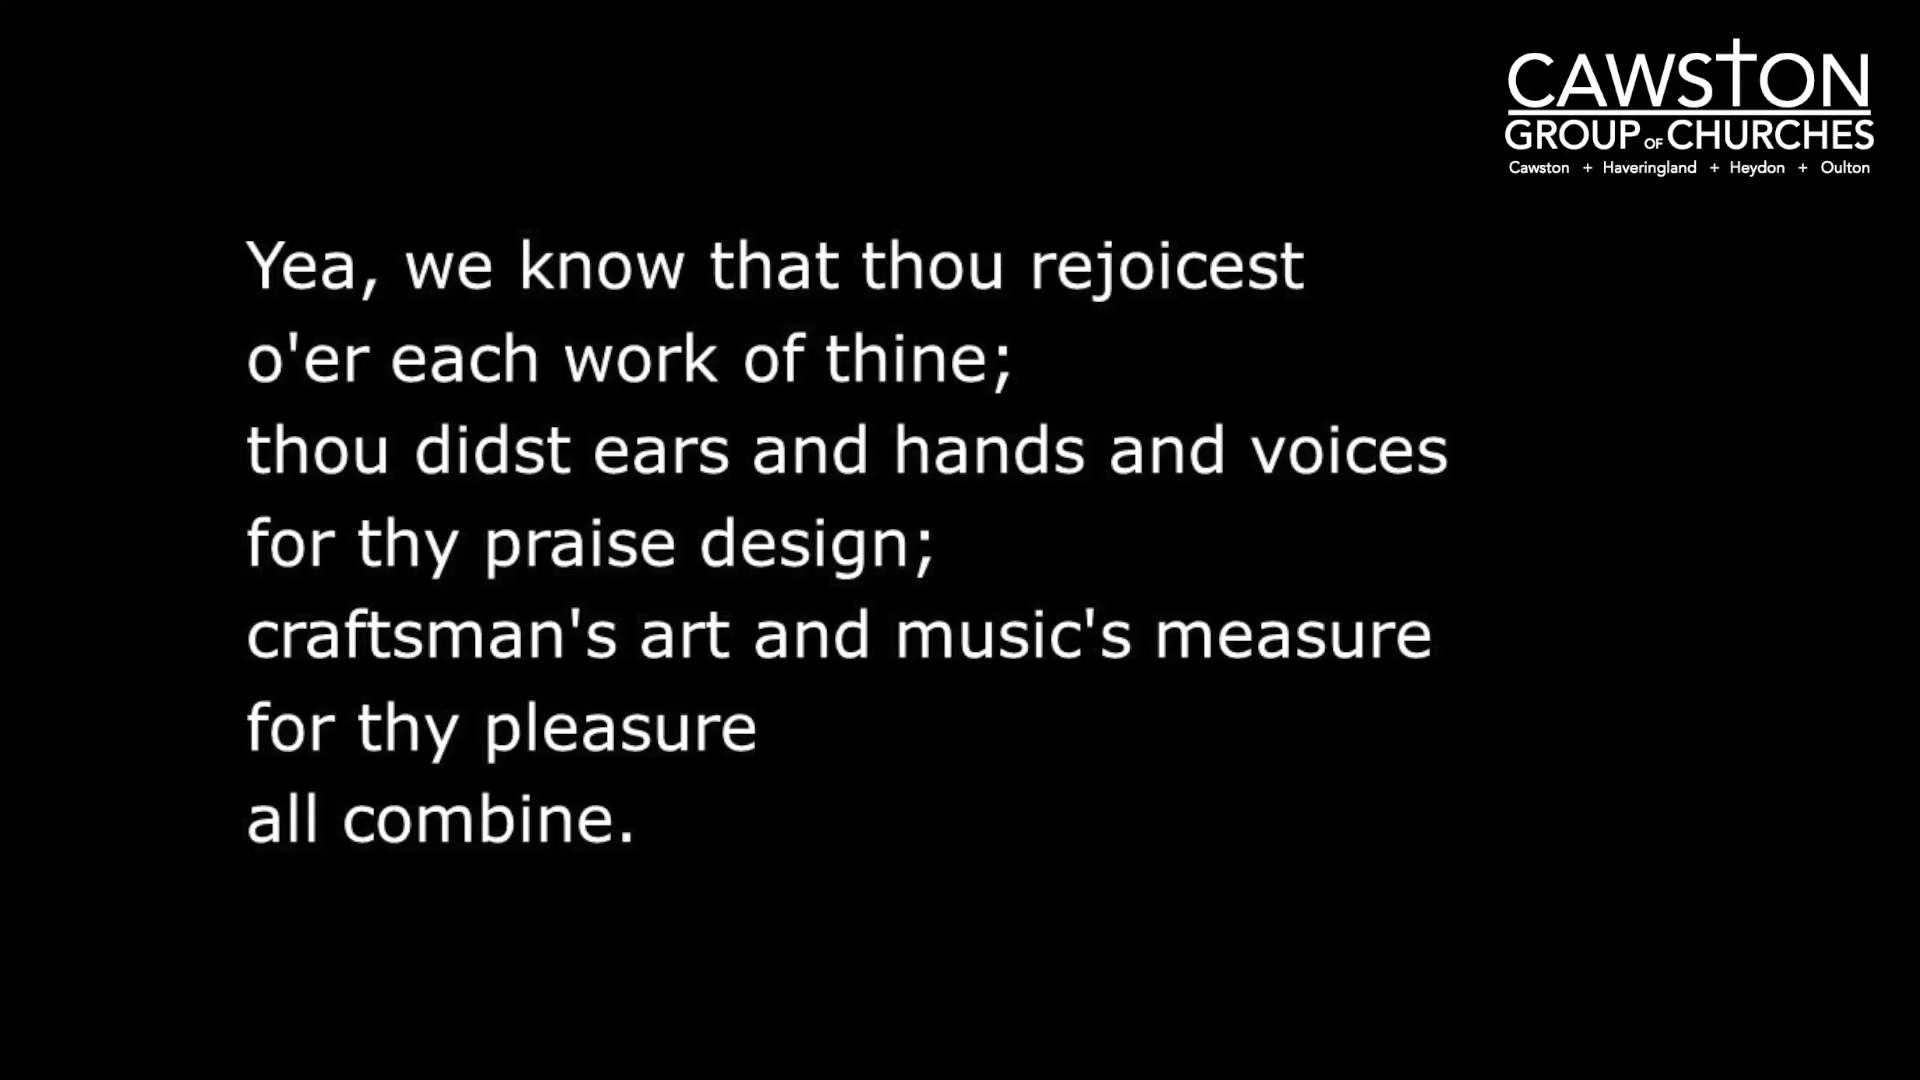 CAWSTON
GROUP OF CHURCHES
Cawston + Haveringland + Heydon + Oulton
Yea, we know that thou rejoicest
o'er each work of thine;
thou didst ears and hands and voices
for thy praise design;
craftsman's art and music's measure
for thy pleasure
all combine.